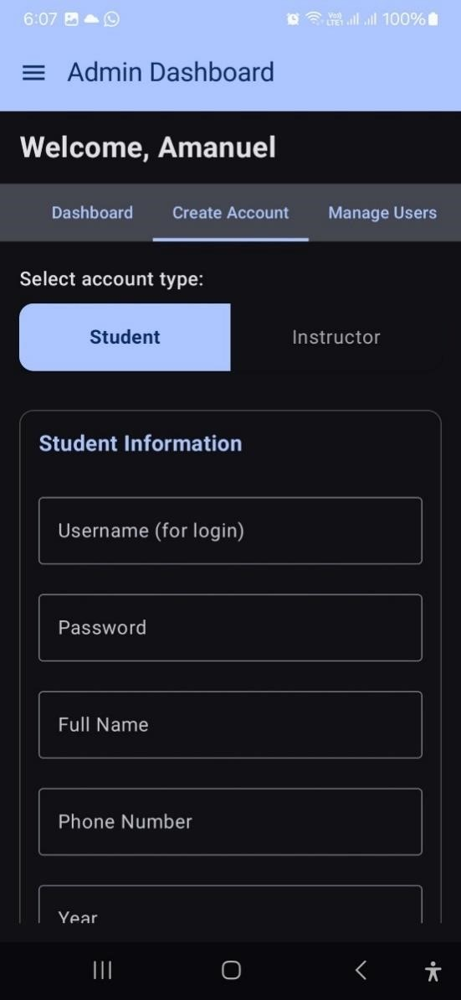 6:07 Vo) LTE1 100%
Admin Dashboard
Welcome, Amanuel
Dashboard Create Account Manage Users
Select account type:
Student Instructor
Student Information
Username (for login)
Password
Full Name
Phone Number
Year